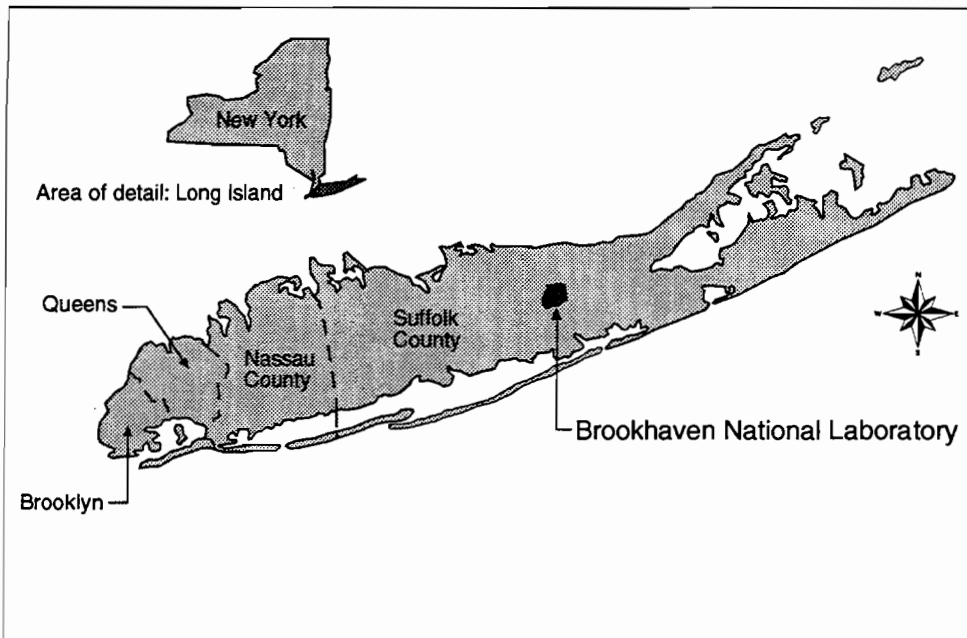 New York
Area of detail: Long Island
Queens
Suffolk
County
Nassau
County
Brookhaven National Laboratory
Brooklyn
N
W
E
S